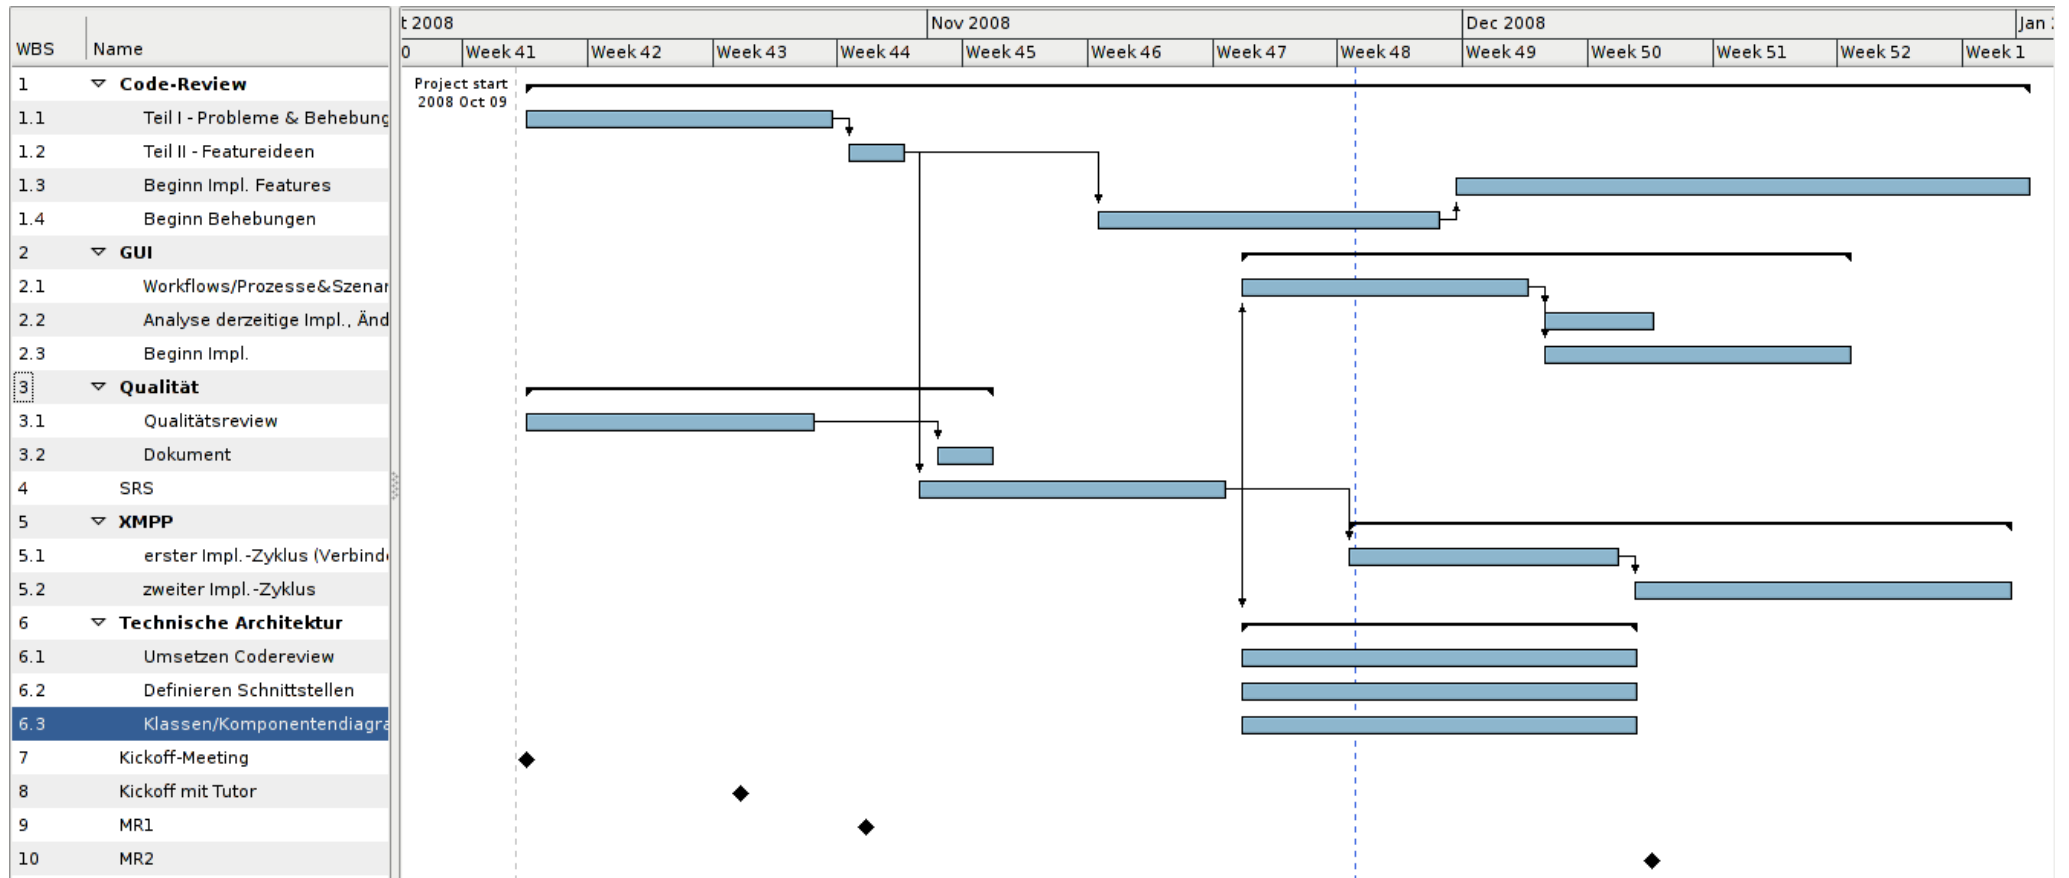 t 2008 Nov 2008 Dec 2008 Jan
WBS Name 0 Week 41 Week 42 Week 43 Week 44 Week 45 Week 46 Week 47 Week 48 Week 49 Week 50 Week 51 Week 52 Week 1
1 Code-Review
Project start
2008 Oct 09
1.1 Teil I - Probleme & Behebung
1.2 Teil II - Featureideen
1.3 Beginn Impl. Features
1.4 Beginn Behebungen
2 GUI
2.1 Workflows/Prozesse&Szenar
2.2 Analyse derzeitige Impl., Änd
2.3 Beginn Impl.
3 Qualität
3.1 Qualitätsreview
3.2 Dokument
4 SRS
5 XMPP
5.1 erster Impl.-Zyklus (Verbind
5.2 zweiter Impl.-Zyklus
6 Technische Architektur
6.1 Umsetzen Codereview
6.2 Definieren Schnittstellen
6.3 Klassen/Komponentendiagra
7 Kickoff-Meeting
8 Kickoff mit Tutor
9 MR1
10 MR2